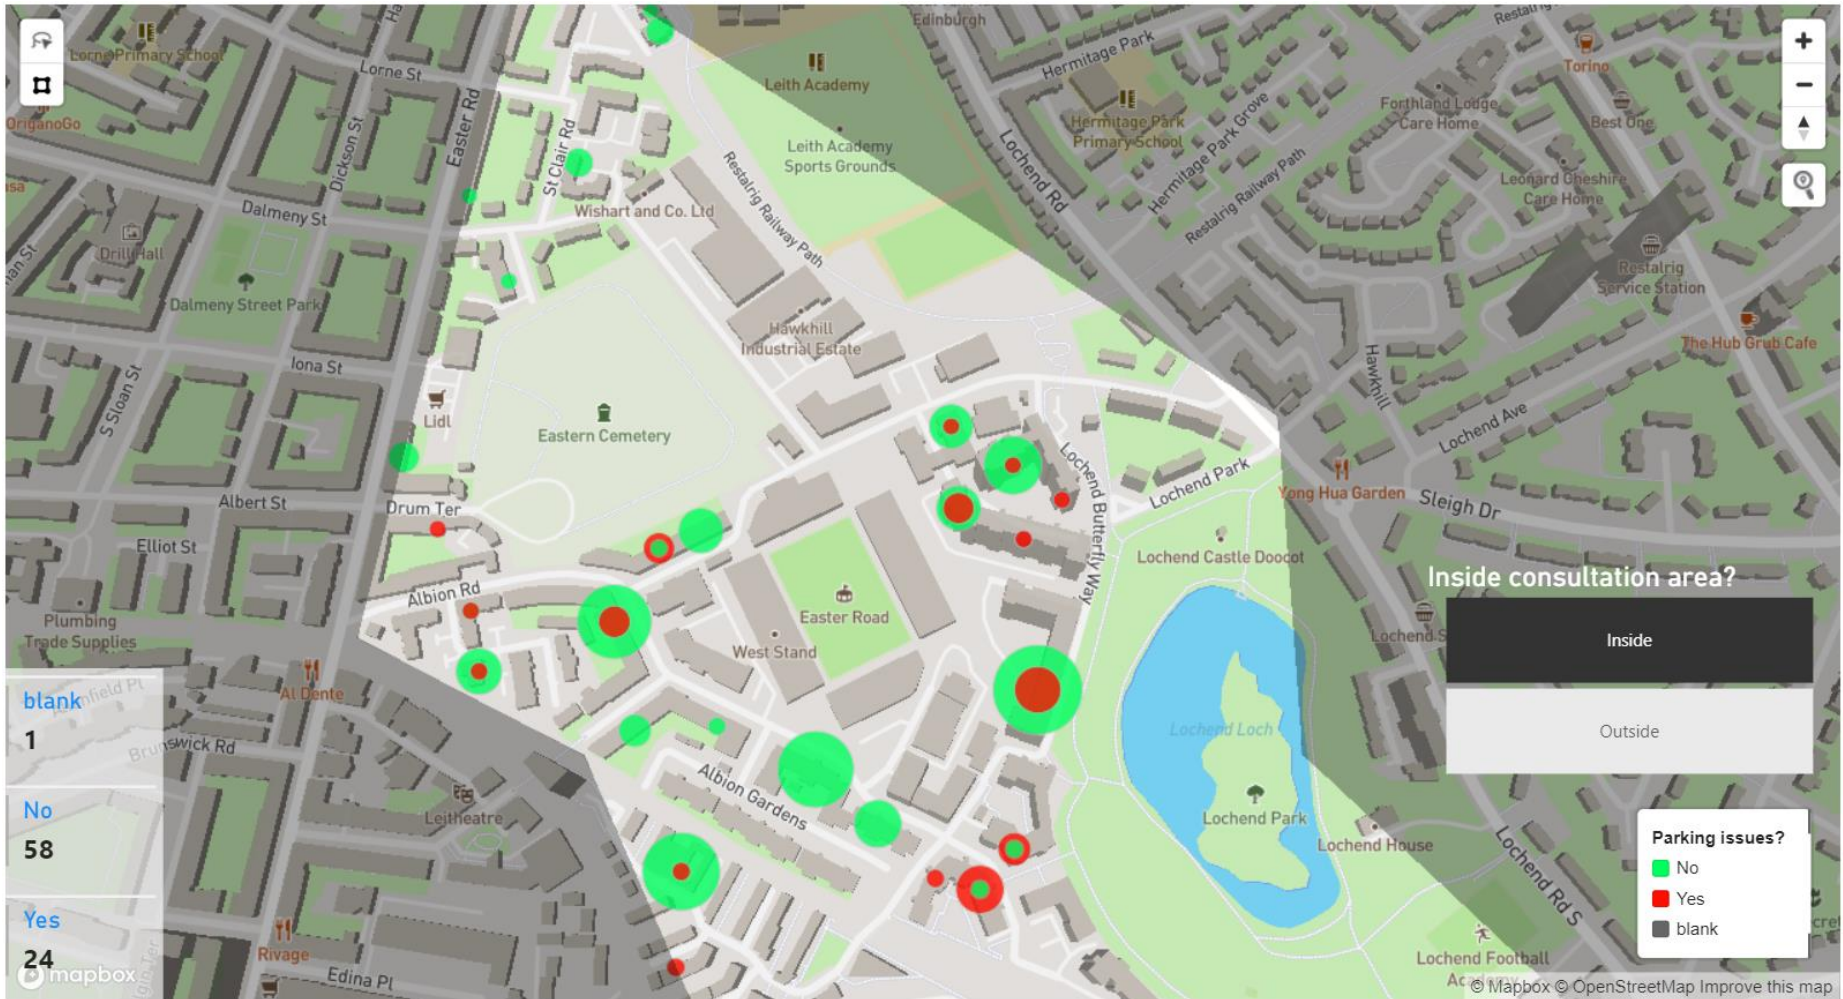 Lorne Primary School
OriganoGo
Lorne St
Easter Rd
Dickson St
St Clair Rd
Edinburgh
Leith Academy
Leith Academy
Sports Grounds
Hermitage Park
Hermitage Park
Primary School
Hermitage Park Grove
Restalrig Railway Path
Restalrig Railway Path
Lochend Rd
Torino
Forthland Lodge
Care Home
Best One
Leonard Cheshire
Care Home
Dalmeny St
Drill Hall
Dalmeny Street Park
Wishart and Co. Ltd
Restalrig
Service Station
The Hub Grub Cafe
Hawkhill
Industrial Estate
Hawkhill
Iona St
S Sloan St
Lidl
Eastern Cemetery
Lochend Ave
Lochend Park
Lochend Butterfly Way
Yong Hua Garden
Sleigh Dr
Albert St
Drum Ter
Elliot St
Lochend Castle Doocot
Albion Rd
Easter Road
West Stand
Plumbing
Trade Supplies
Al Dente
Inside consultation area?
Inside
Outside
Lochend Loch
Brunswick Rd
Leitheatre
Albion Gardens
Lochend Park
Lochend House
Lochend Rd S
Lochend Football
Academy
Rivage
Edina Pl
blank
1
No
58
Yes
24
mapbox
Parking issues?
No
Yes
blank
© Mapbox © OpenStreetMap Improve this map